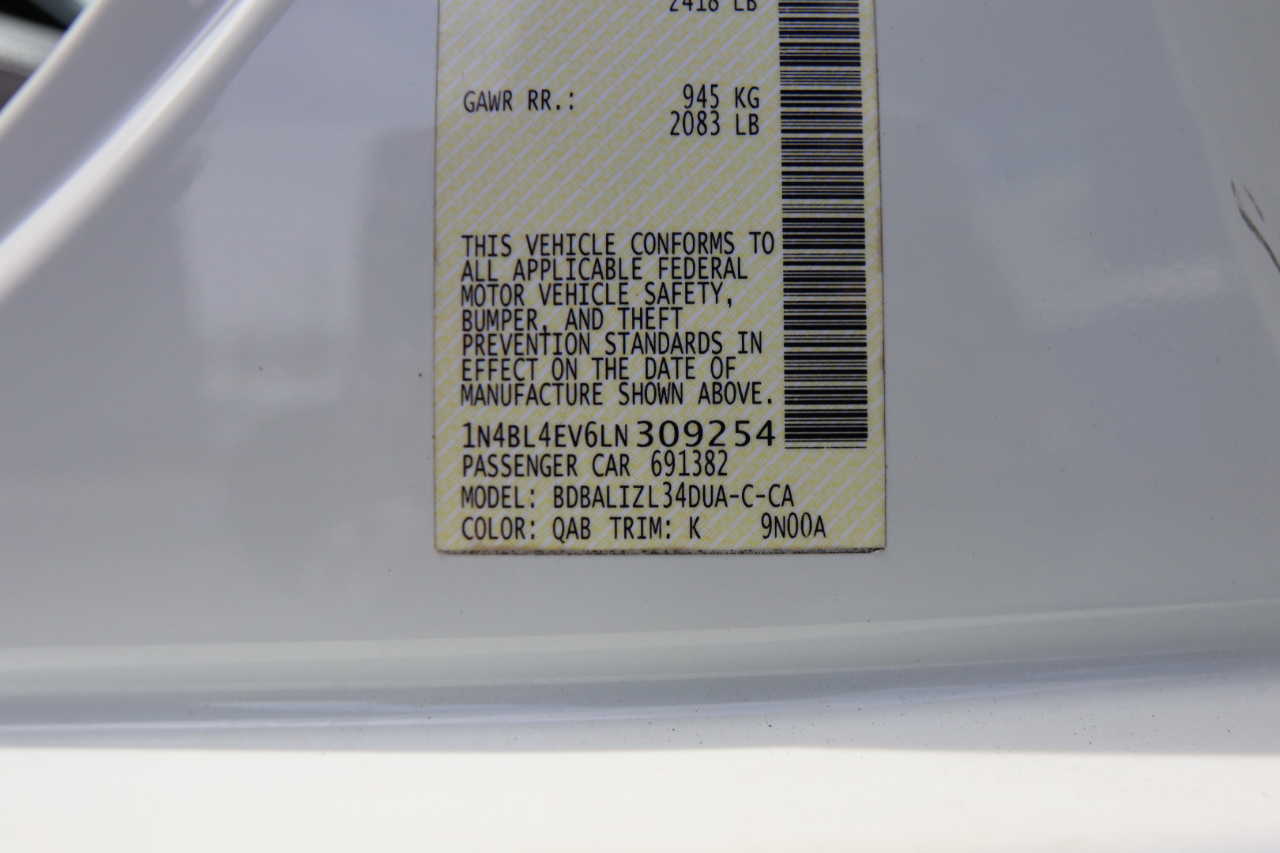 2418 LB
GAWR RR.: 945 KG
2083 LB
THIS VEHICLE CONFORMS TO
ALL APPLICABLE FEDERAL
MOTOR VEHICLE SAFETY,
BUMPER, AND THEFT
PREVENTION STANDARDS IN
EFFECT ON THE DATE OF
MANUFACTURE SHOWN ABOVE.
1N4BL4EV6LN309254
PASSENGER CAR 691382
MODEL: BDBALIZL34DUA-C-CA
COLOR: QAB TRIM: K 9N00A